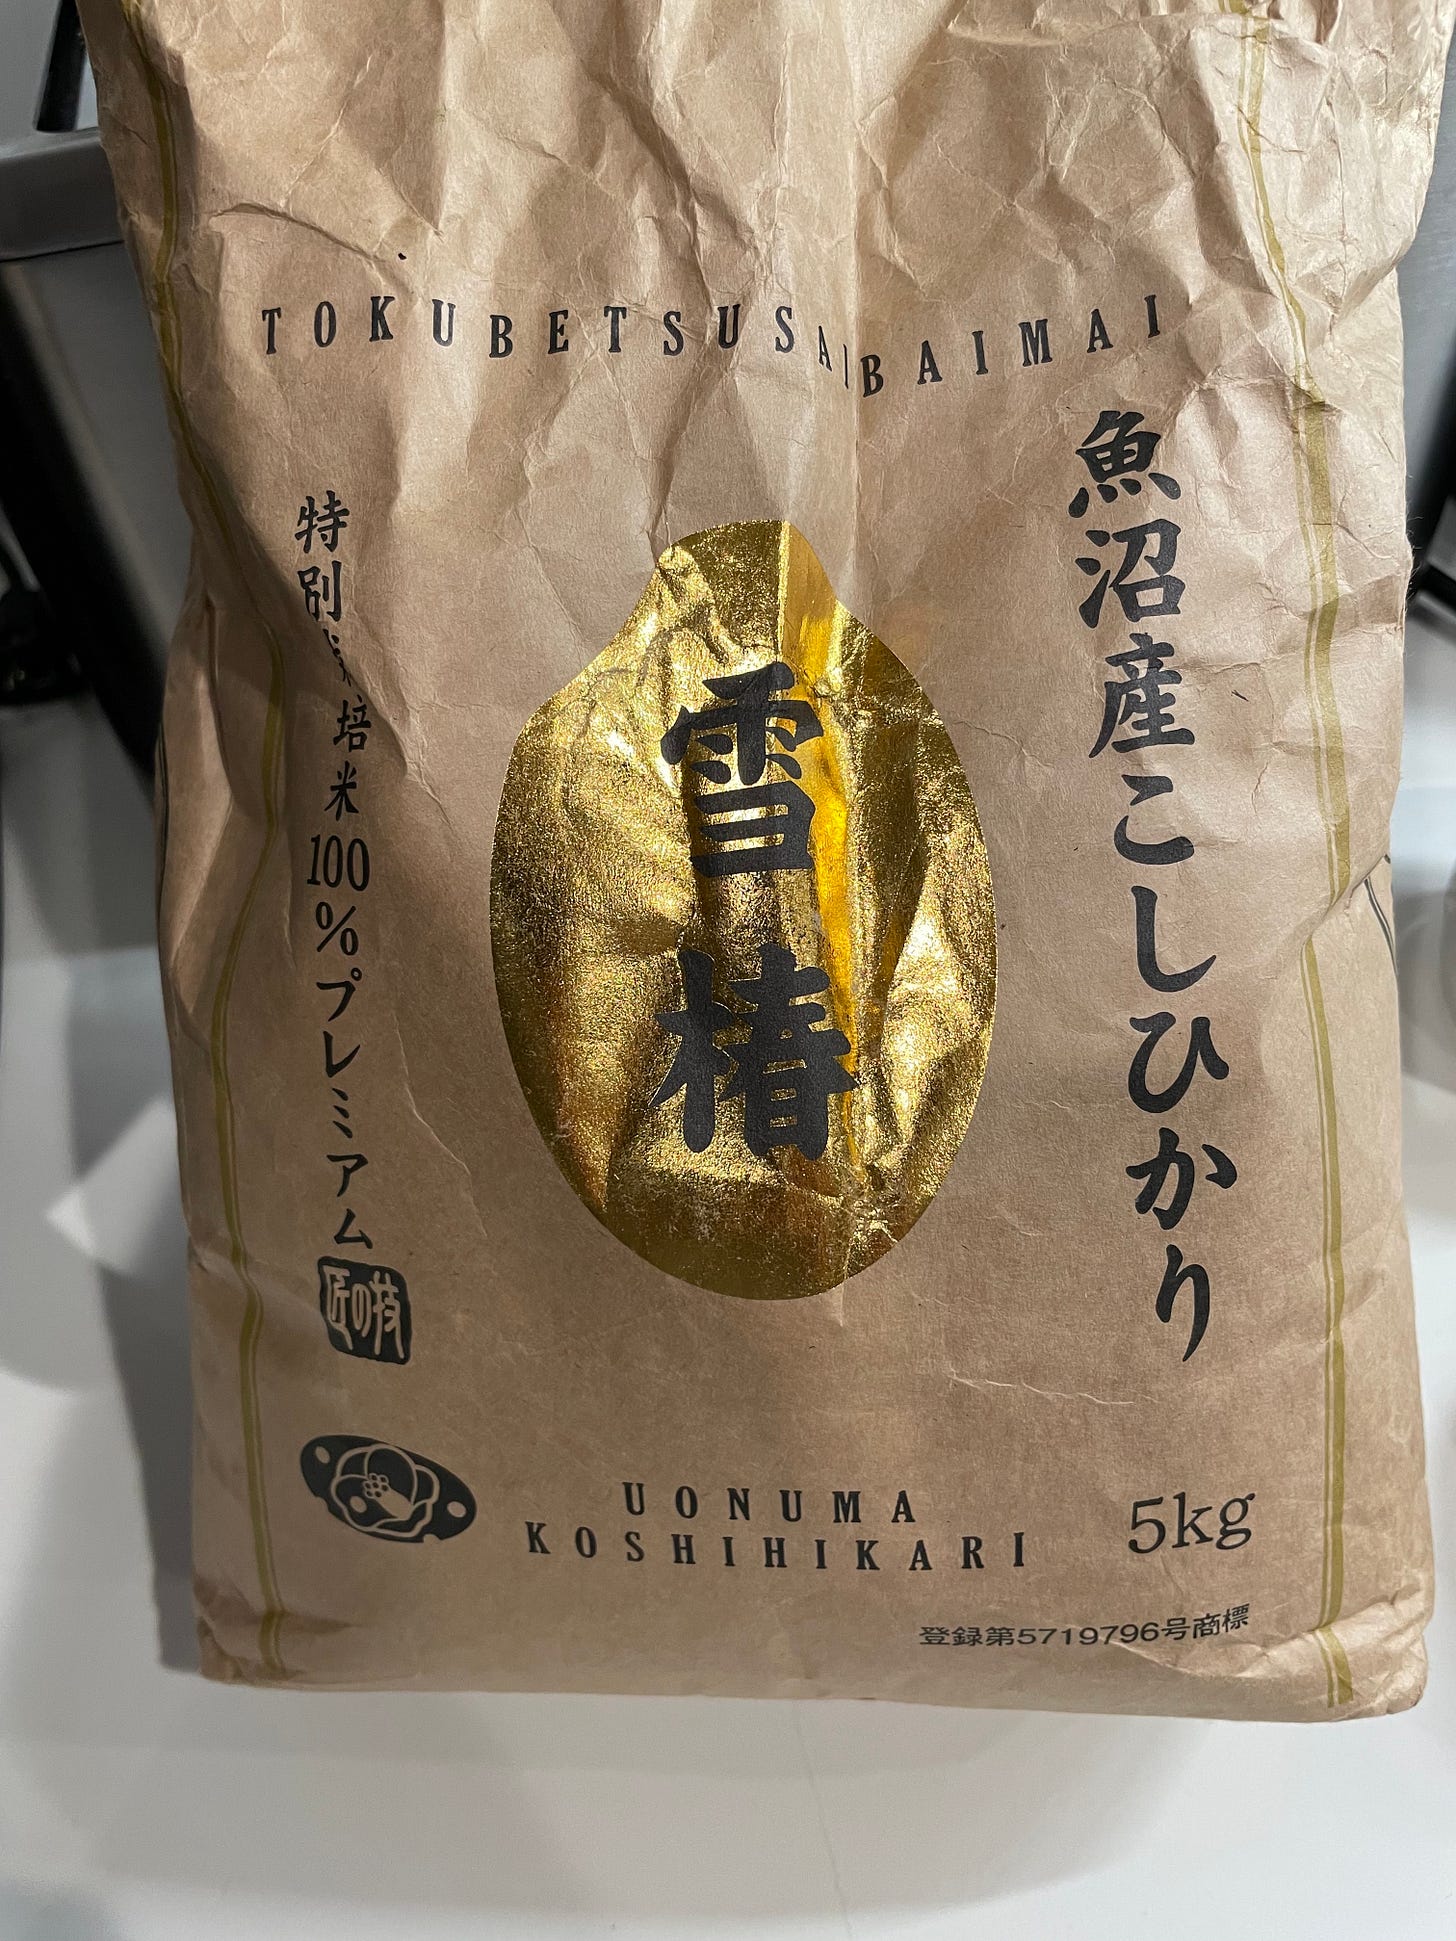 TOKUBETSUSAIBAIMAI
魚沼産こしひかり
雪椿
特別栽培米100%プレミアム
匠の技
UONUMA
KOSHIHIKARI
5kg
登録第5719796号商標